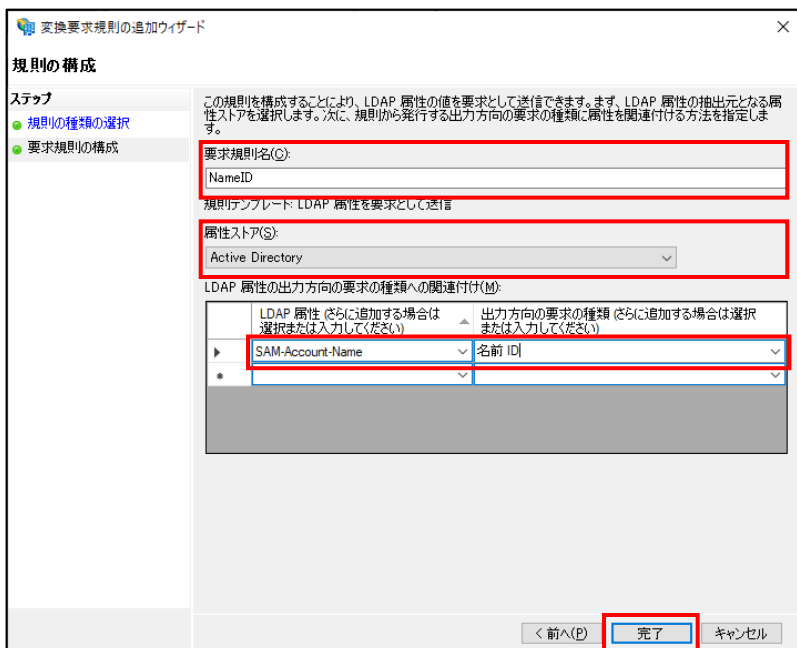 変換要求規則の追加ウィザード
規則の構成
ステップ
規則の種類の選択
要求規則の構成
この規則を構成することにより、LDAP 属性の値を要求として送信できます。まず、LDAP 属性の抽出元となる属
性ストアを選択します。次に、規則から発行する出力方向の要求の種類に属性を関連付ける方法を指定しま
す。
要求規則名(C):
NameID
規則テンプレート: LDAP 属性を要求として送信
属性ストア(S):
Active Directory
LDAP 属性の出力方向の要求の種類への関連付け(M):
LDAP 属性 (さらに追加する場合は
選択または入力してください)
出力方向の要求の種類 (さらに追加する場合は選択
または入力してください)
SAM-Account-Name
名前 ID
< 前へ(P)
完了
キャンセル